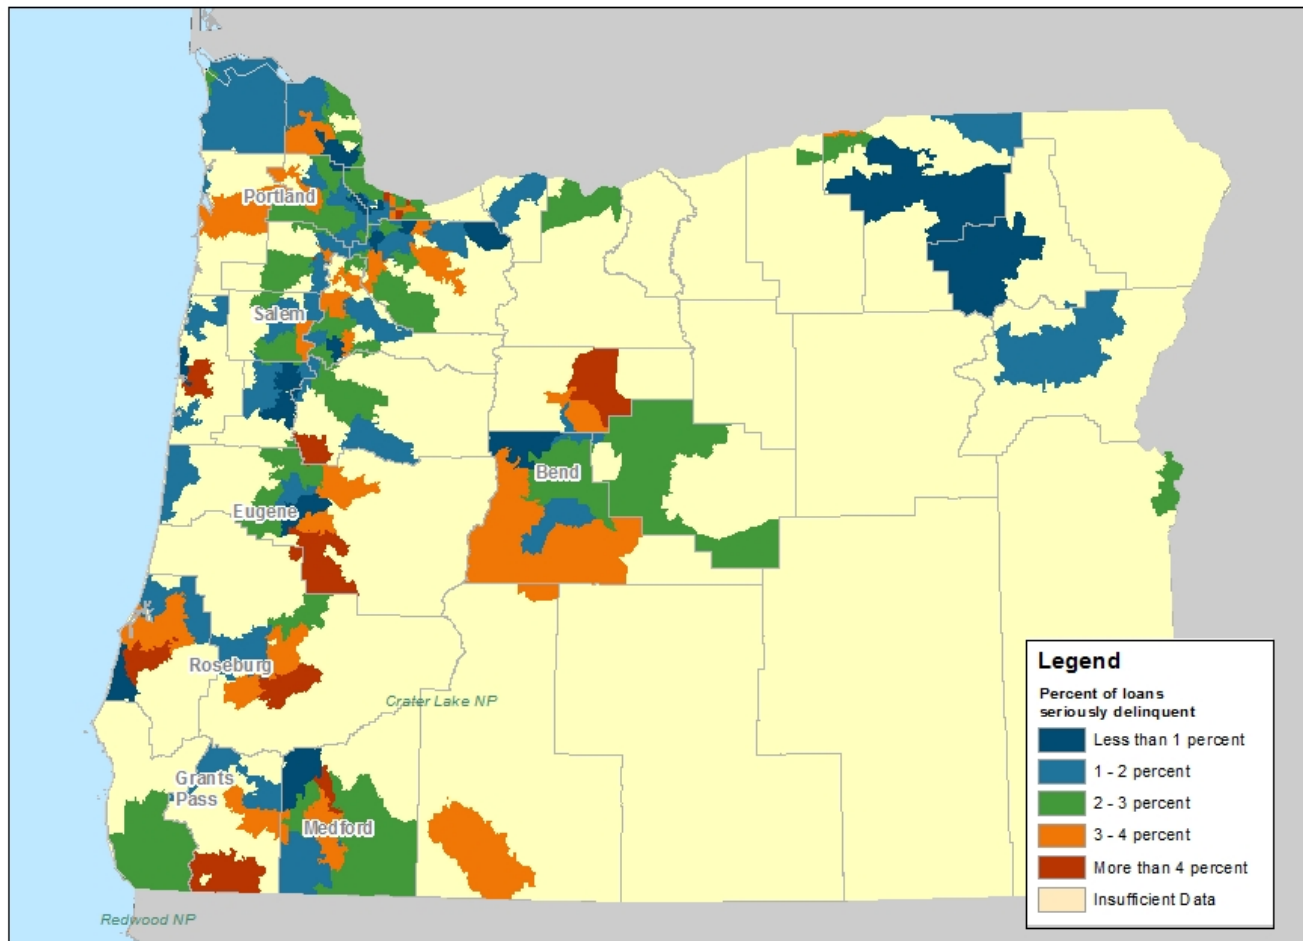 Portland
Salem
Bend
Eugene
Roseburg
Crater Lake NP
Grants
Pass
Medford
Redwood NP
Legend
Percent of loans
seriously delinquent
Less than 1 percent
1 - 2 percent
2 - 3 percent
3 - 4 percent
More than 4 percent
Insufficient Data